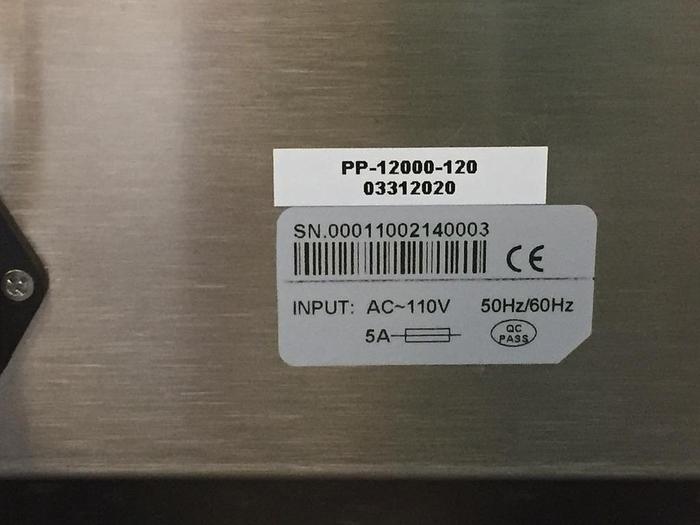 PP-12000-120
03312020
SN.00011002140003
CE
INPUT: AC~110V 50Hz/60Hz
5A
QC
PASS